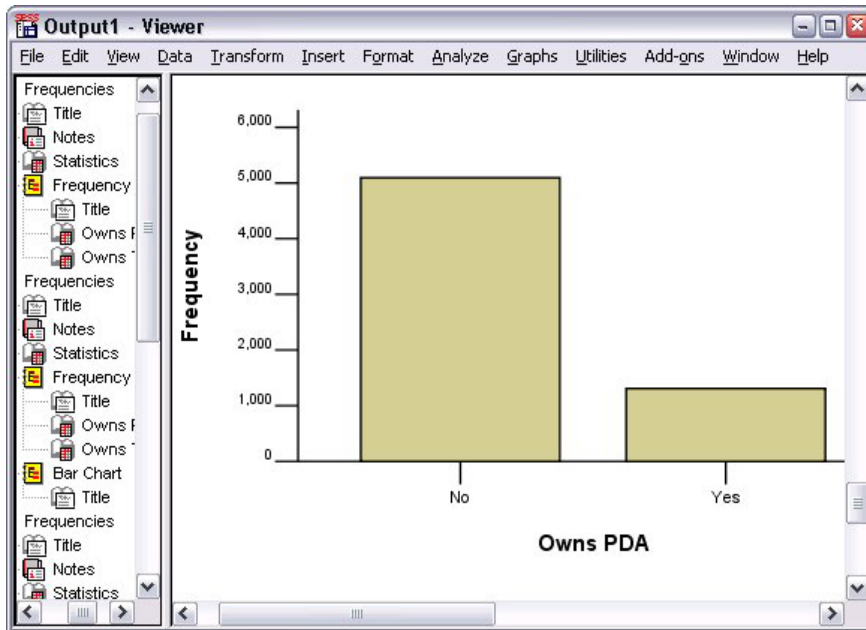 Output1 - Viewer
File Edit View Data Transform Insert Format Analyze Graphs Utilities Add-ons Window Help
Frequencies
Title
Notes
Statistics
Frequency
Title
Owns
Owns
Frequencies
Title
Notes
Statistics
Frequency
Title
Owns
Owns
Bar Chart
Title
Frequencies
Title
Notes
Statistics
6,000
5,000
4,000
3,000
2,000
1,000
0
Frequency
No Yes
Owns PDA